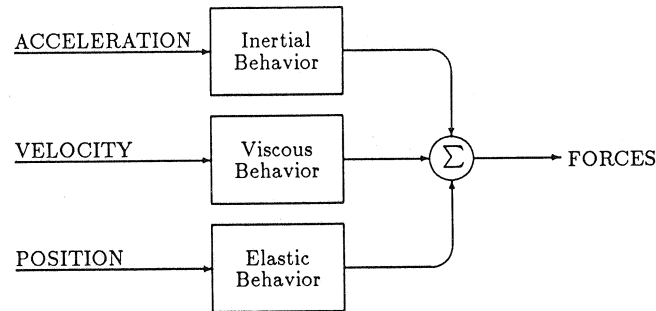 ACCELERATION
Inertial
Behavior
VELOCITY
Viscous
Behavior
Σ
FORCES
POSITION
Elastic
Behavior